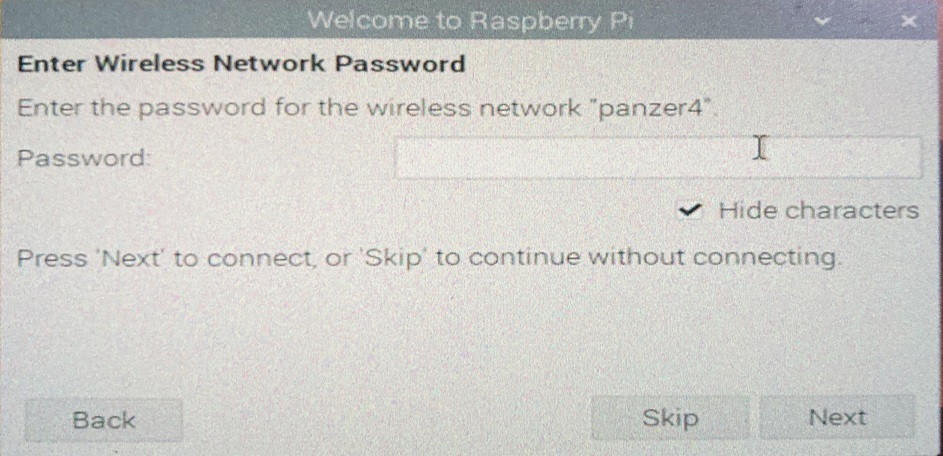 Welcome to Raspberry Pi
Enter Wireless Network Password
Enter the password for the wireless network "panzer4".
Password:
Hide characters
Press 'Next' to connect, or 'Skip' to continue without connecting.
Back Skip Next